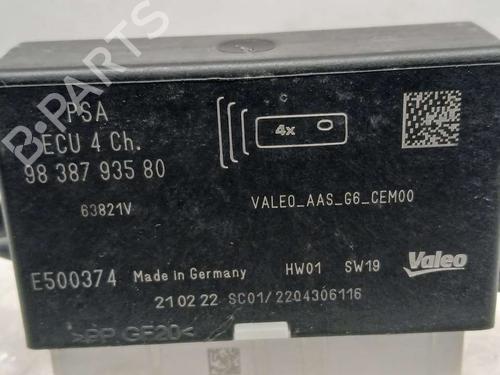 PSA
ECU 4 Ch.
98 387 935 80
63821V
4x
VALEO_AAS_G6_CEM00
E500374 Made in Germany HW01 SW19 Valeo
210222 SC01/2204306116
>PP GF20<
B-PARTS